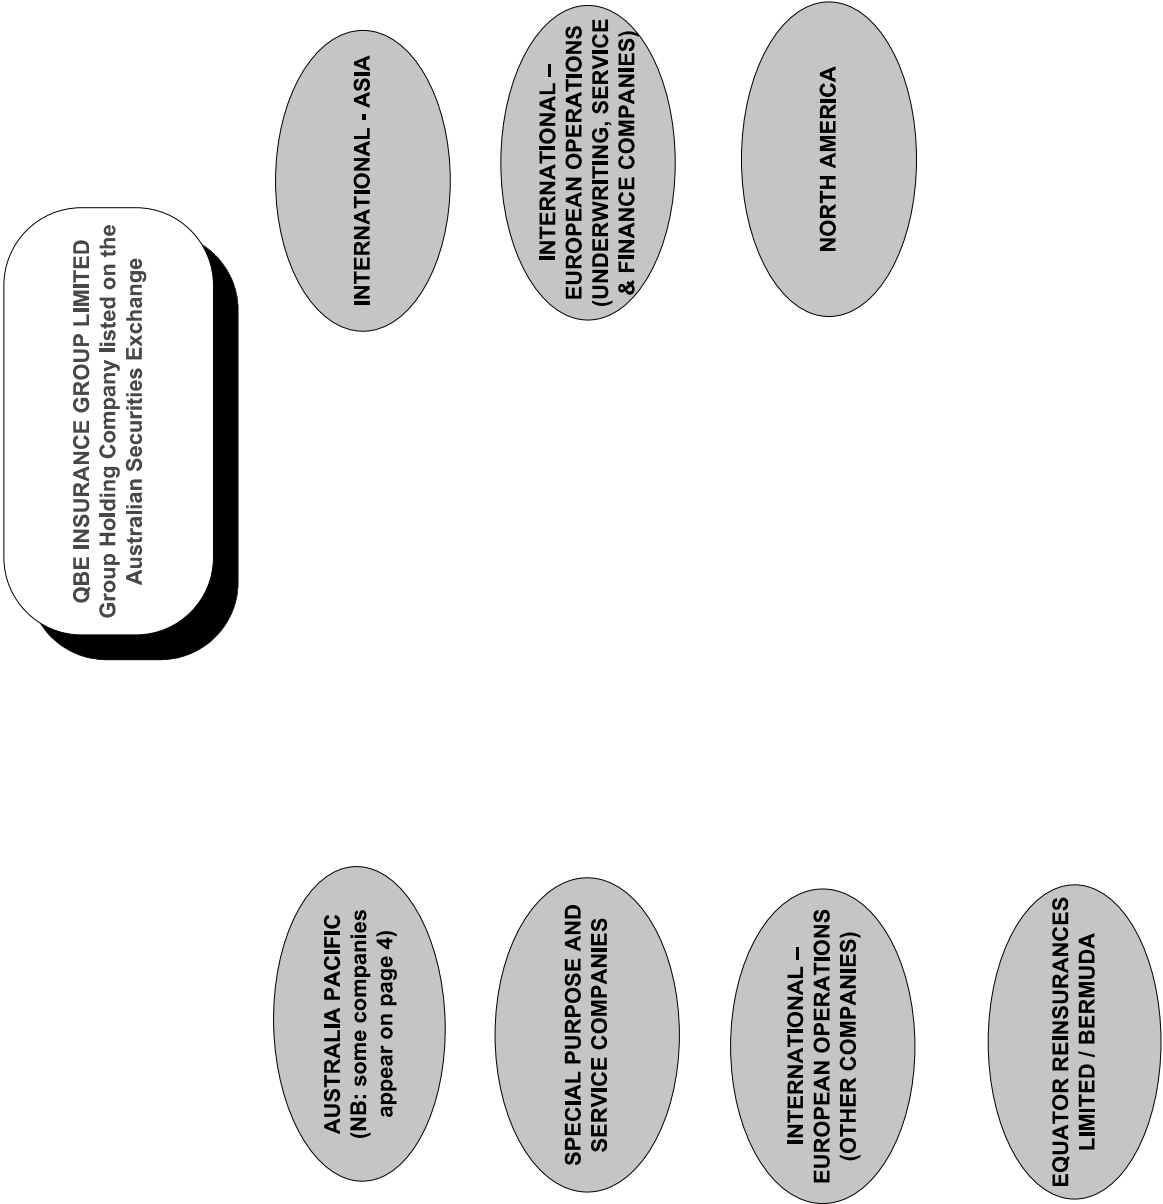 QBE INSURANCE GROUP LIMITED
Group Holding Company listed on the
Australian Securities Exchange
AUSTRALIA PACIFIC
(NB: some companies
appear on page 4)
INTERNATIONAL - ASIA
SPECIAL PURPOSE AND
SERVICE COMPANIES
INTERNATIONAL –
EUROPEAN OPERATIONS
(UNDERWRITING, SERVICE
& FINANCE COMPANIES)
INTERNATIONAL –
EUROPEAN OPERATIONS
(OTHER COMPANIES)
NORTH AMERICA
EQUATOR REINSURANCES
LIMITED / BERMUDA